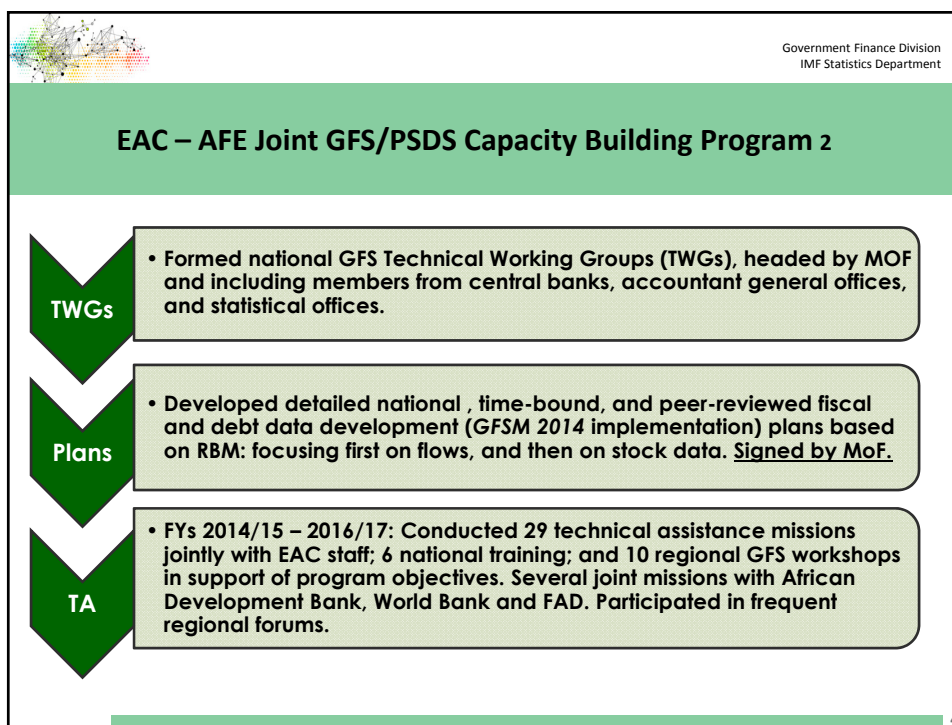 Government Finance Division
IMF Statistics Department
EAC – AFE Joint GFS/PSDS Capacity Building Program 2
TWGs
• Formed national GFS Technical Working Groups (TWGs), headed by MOF
and including members from central banks, accountant general offices,
and statistical offices.
Plans
• Developed detailed national , time-bound, and peer-reviewed fiscal
and debt data development (GFSM 2014 implementation) plans based
on RBM: focusing first on flows, and then on stock data. Signed by MoF.
TA
• FYs 2014/15 – 2016/17: Conducted 29 technical assistance missions
jointly with EAC staff; 6 national training; and 10 regional GFS workshops
in support of program objectives. Several joint missions with African
Development Bank, World Bank and FAD. Participated in frequent
regional forums.